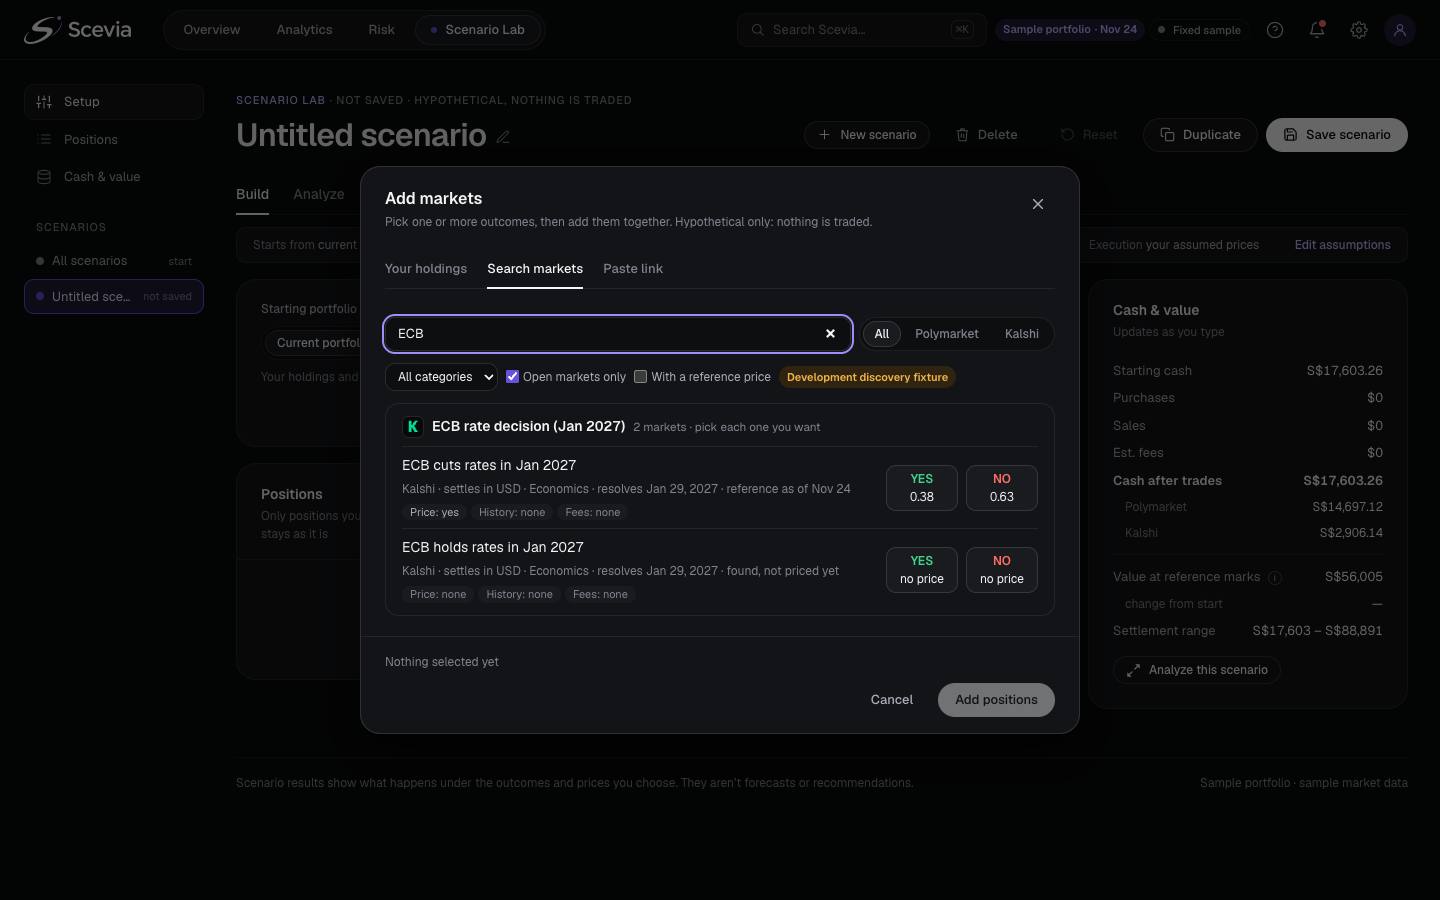 Scevia
Overview
Analytics
Risk
Scenario Lab
Search Scevia…
⌘K
Sample portfolio · Nov 24
Fixed sample
Setup
Positions
Cash & value
SCENARIOS
All scenarios
start
Untitled sce…
not saved
SCENARIO LAB · NOT SAVED · HYPOTHETICAL, NOTHING IS TRADED
Untitled scenario
New scenario
Delete
Reset
Duplicate
Save scenario
Build
Analyze
Starts from current
Execution your assumed prices
Edit assumptions
Starting portfolio
Current portfol
Your holdings and
Positions
Only positions you
stays as it is
Add markets
Pick one or more outcomes, then add them together. Hypothetical only: nothing is traded.
Your holdings
Search markets
Paste link
ECB
All
Polymarket
Kalshi
All categories
Open markets only
With a reference price
Development discovery fixture
K
ECB rate decision (Jan 2027)
2 markets · pick each one you want
ECB cuts rates in Jan 2027
Kalshi · settles in USD · Economics · resolves Jan 29, 2027 · reference as of Nov 24
Price: yes
History: none
Fees: none
YES
0.38
NO
0.63
ECB holds rates in Jan 2027
Kalshi · settles in USD · Economics · resolves Jan 29, 2027 · found, not priced yet
Price: none
History: none
Fees: none
YES
no price
NO
no price
Nothing selected yet
Cancel
Add positions
Cash & value
Updates as you type
Starting cash
S$17,603.26
Purchases
$0
Sales
$0
Est. fees
$0
Cash after trades
S$17,603.26
Polymarket
S$14,697.12
Kalshi
S$2,906.14
Value at reference marks
S$56,005
change from start
—
Settlement range
S$17,603 – S$88,891
Analyze this scenario
Scenario results show what happens under the outcomes and prices you choose. They aren't forecasts or recommendations.
Sample portfolio · sample market data